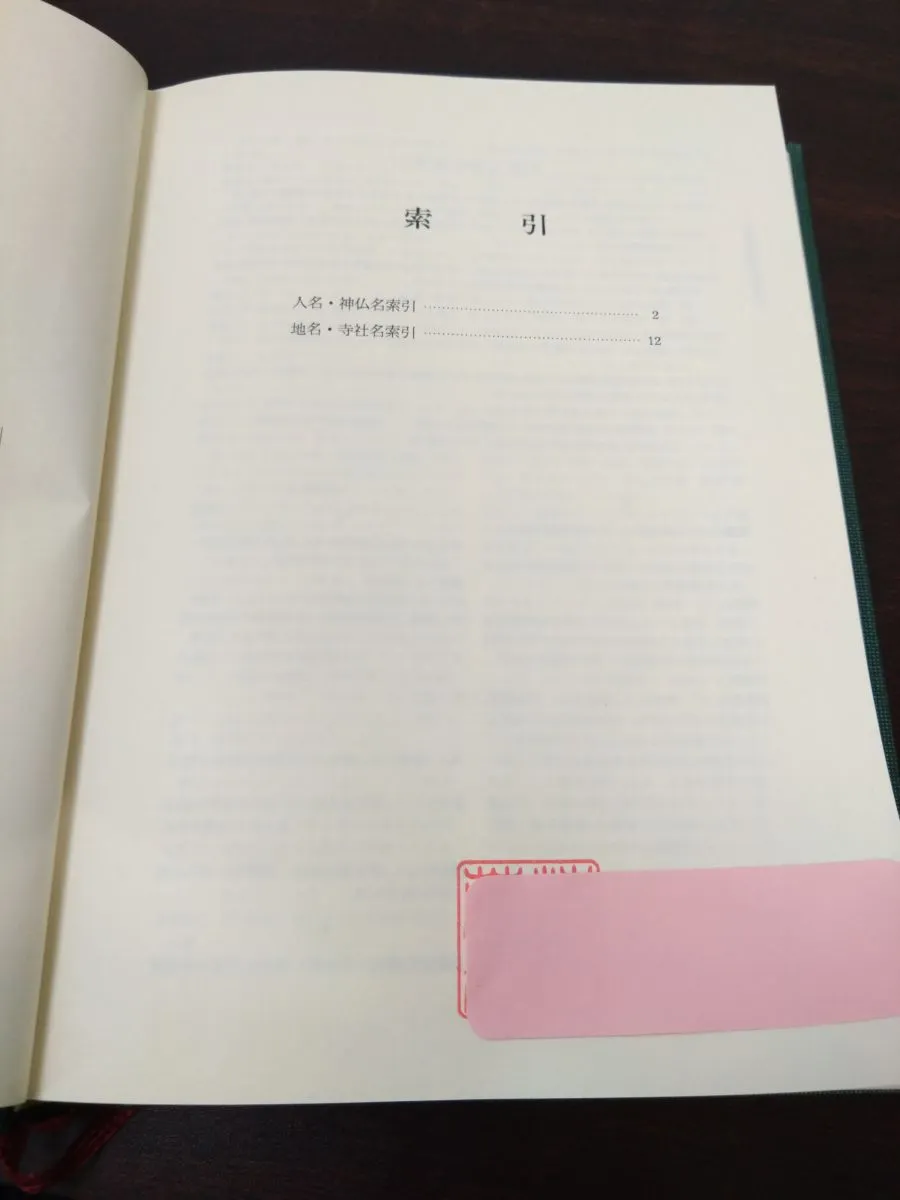 索 引
人名・神仏名索引 …… 2
地名・寺社名索引 …… 12